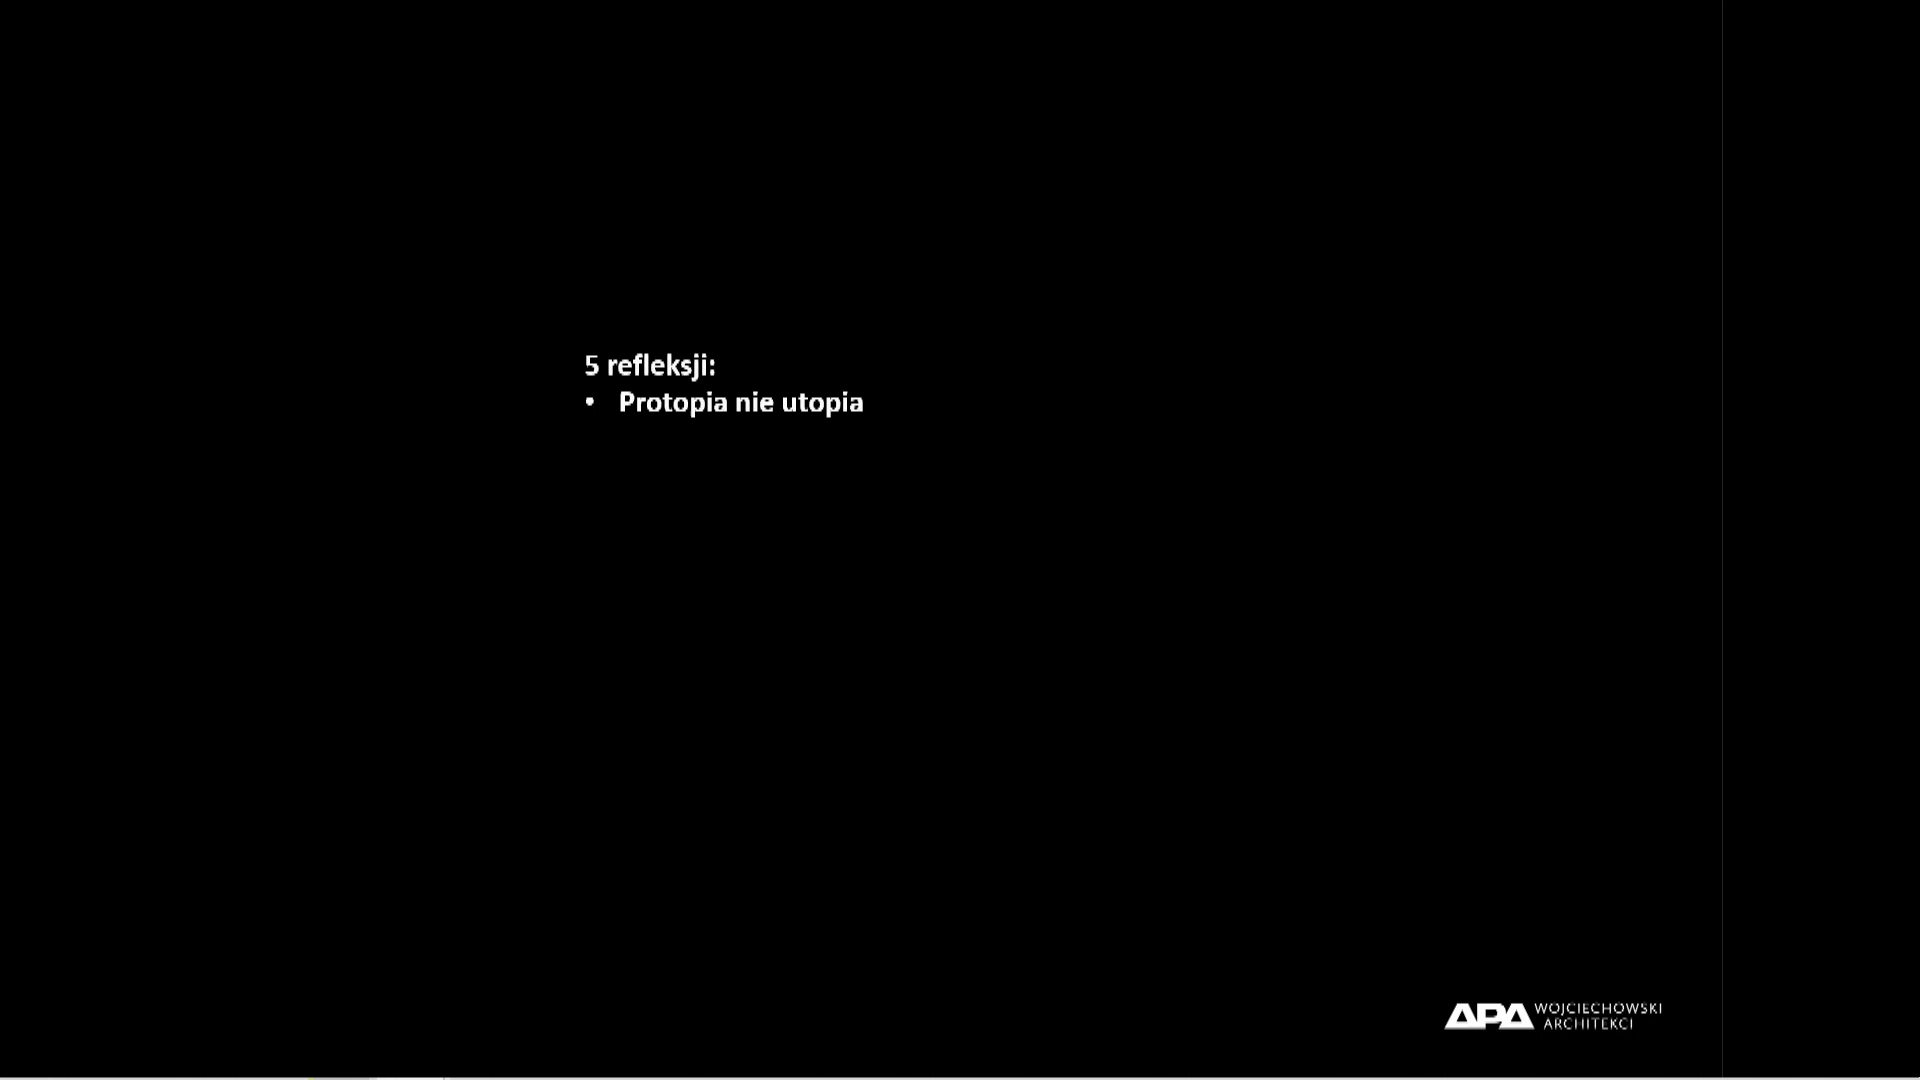 5 refleksji:
• Protopia nie utopia
APA WOJCIECHOWSKI
ARCHITEKCI